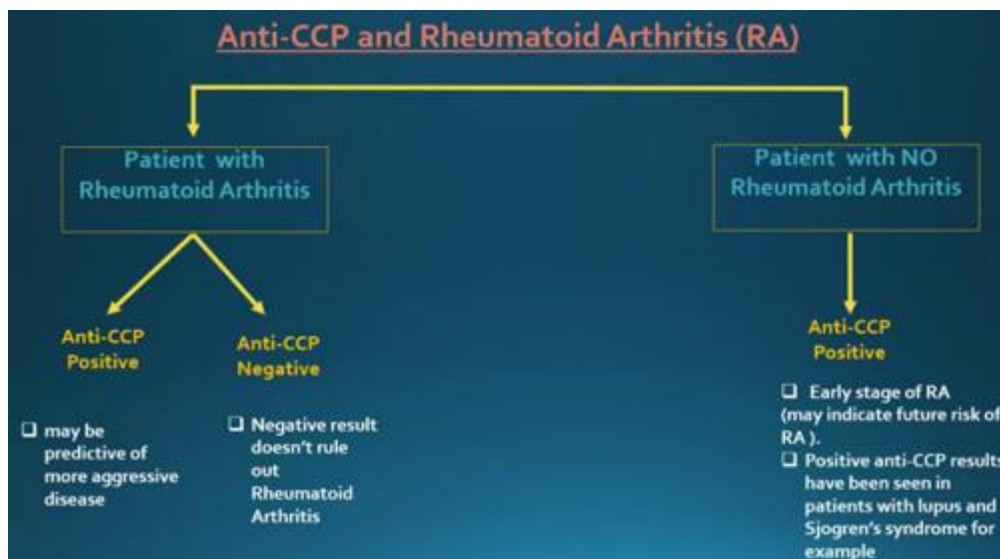 Anti-CCP and Rheumatoid Arthritis (RA)
Patient with
Rheumatoid Arthritis
Patient with NO
Rheumatoid Arthritis
Anti-CCP
Positive
Anti-CCP
Negative
Anti-CCP
Positive
❑ may be
predictive of
more aggressive
disease
❑ Negative result
doesn't rule
out
Rheumatoid
Arthritis
❑ Early stage of RA
(may indicate future risk of
RA ).
❑ Positive anti-CCP results
have been seen in
patients with lupus and
Sjogren's syndrome for
example